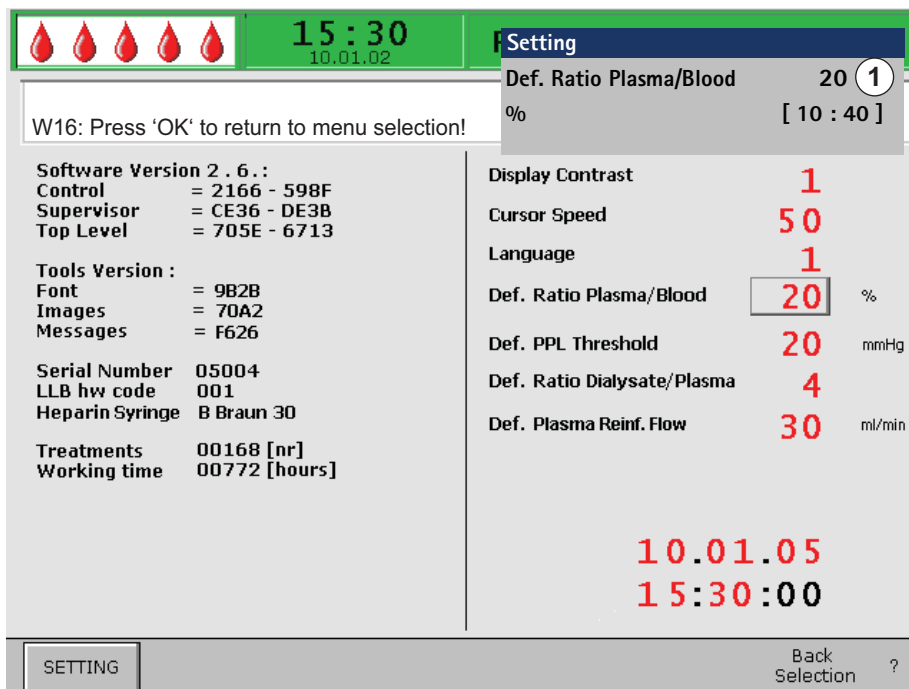 15:30
10.01.02
Setting
Def. Ratio Plasma/Blood 20 1
% [ 10 : 40 ]
W16: Press ‘OK‘ to return to menu selection!
Software Version 2 . 6 . :
Control = 2166 - 598F
Supervisor = CE36 - DE3B
Top Level = 705E - 6713
Tools Version :
Font = 9B2B
Images = 70A2
Messages = F626
Serial Number 05004
LLB hw code 001
Heparin Syringe B Braun 30
Treatments 00168 [nr]
Working time 00772 [hours]
Display Contrast 1
Cursor Speed 50
Language 1
Def. Ratio Plasma/Blood 20 %
Def. PPL Threshold 20 mmHg
Def. Ratio Dialysate/Plasma 4
Def. Plasma Reinf. Flow 30 ml/min
10.01.05
15:30:00
SETTING
Back
Selection
?